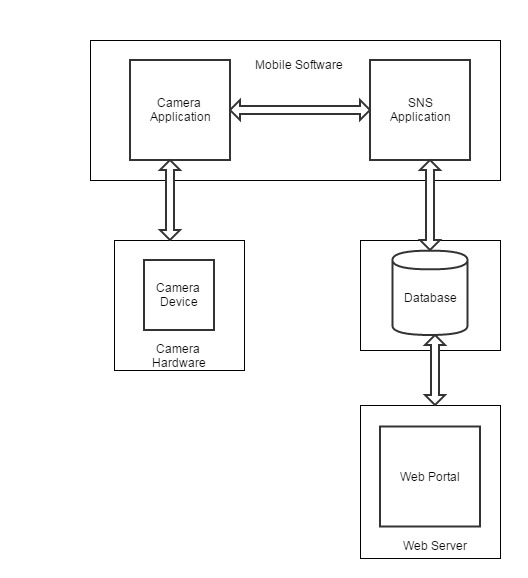 Mobile Software
Camera
Application
SNS
Application
Camera
Device
Camera
Hardware
Database
Web Portal
Web Server